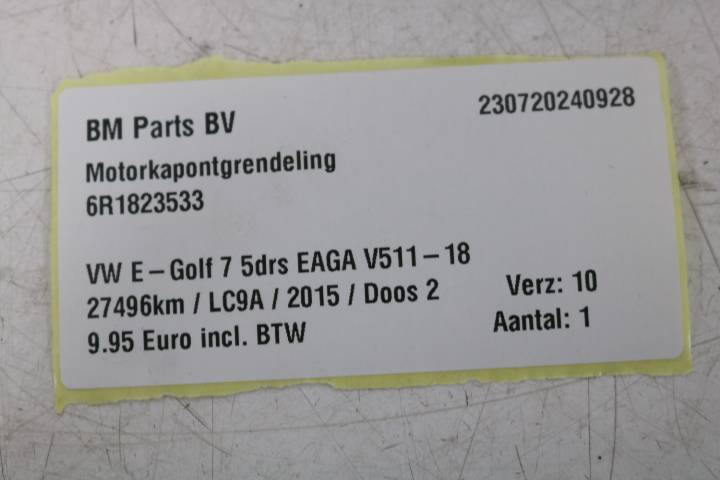 BM Parts BV
230720240928
Motorkapontgrendeling
6R1823533
VW E-Golf 7 5drs EAGA V511-18
27496km / LC9A / 2015 / Doos 2
Verz: 10
9.95 Euro incl. BTW
Aantal: 1